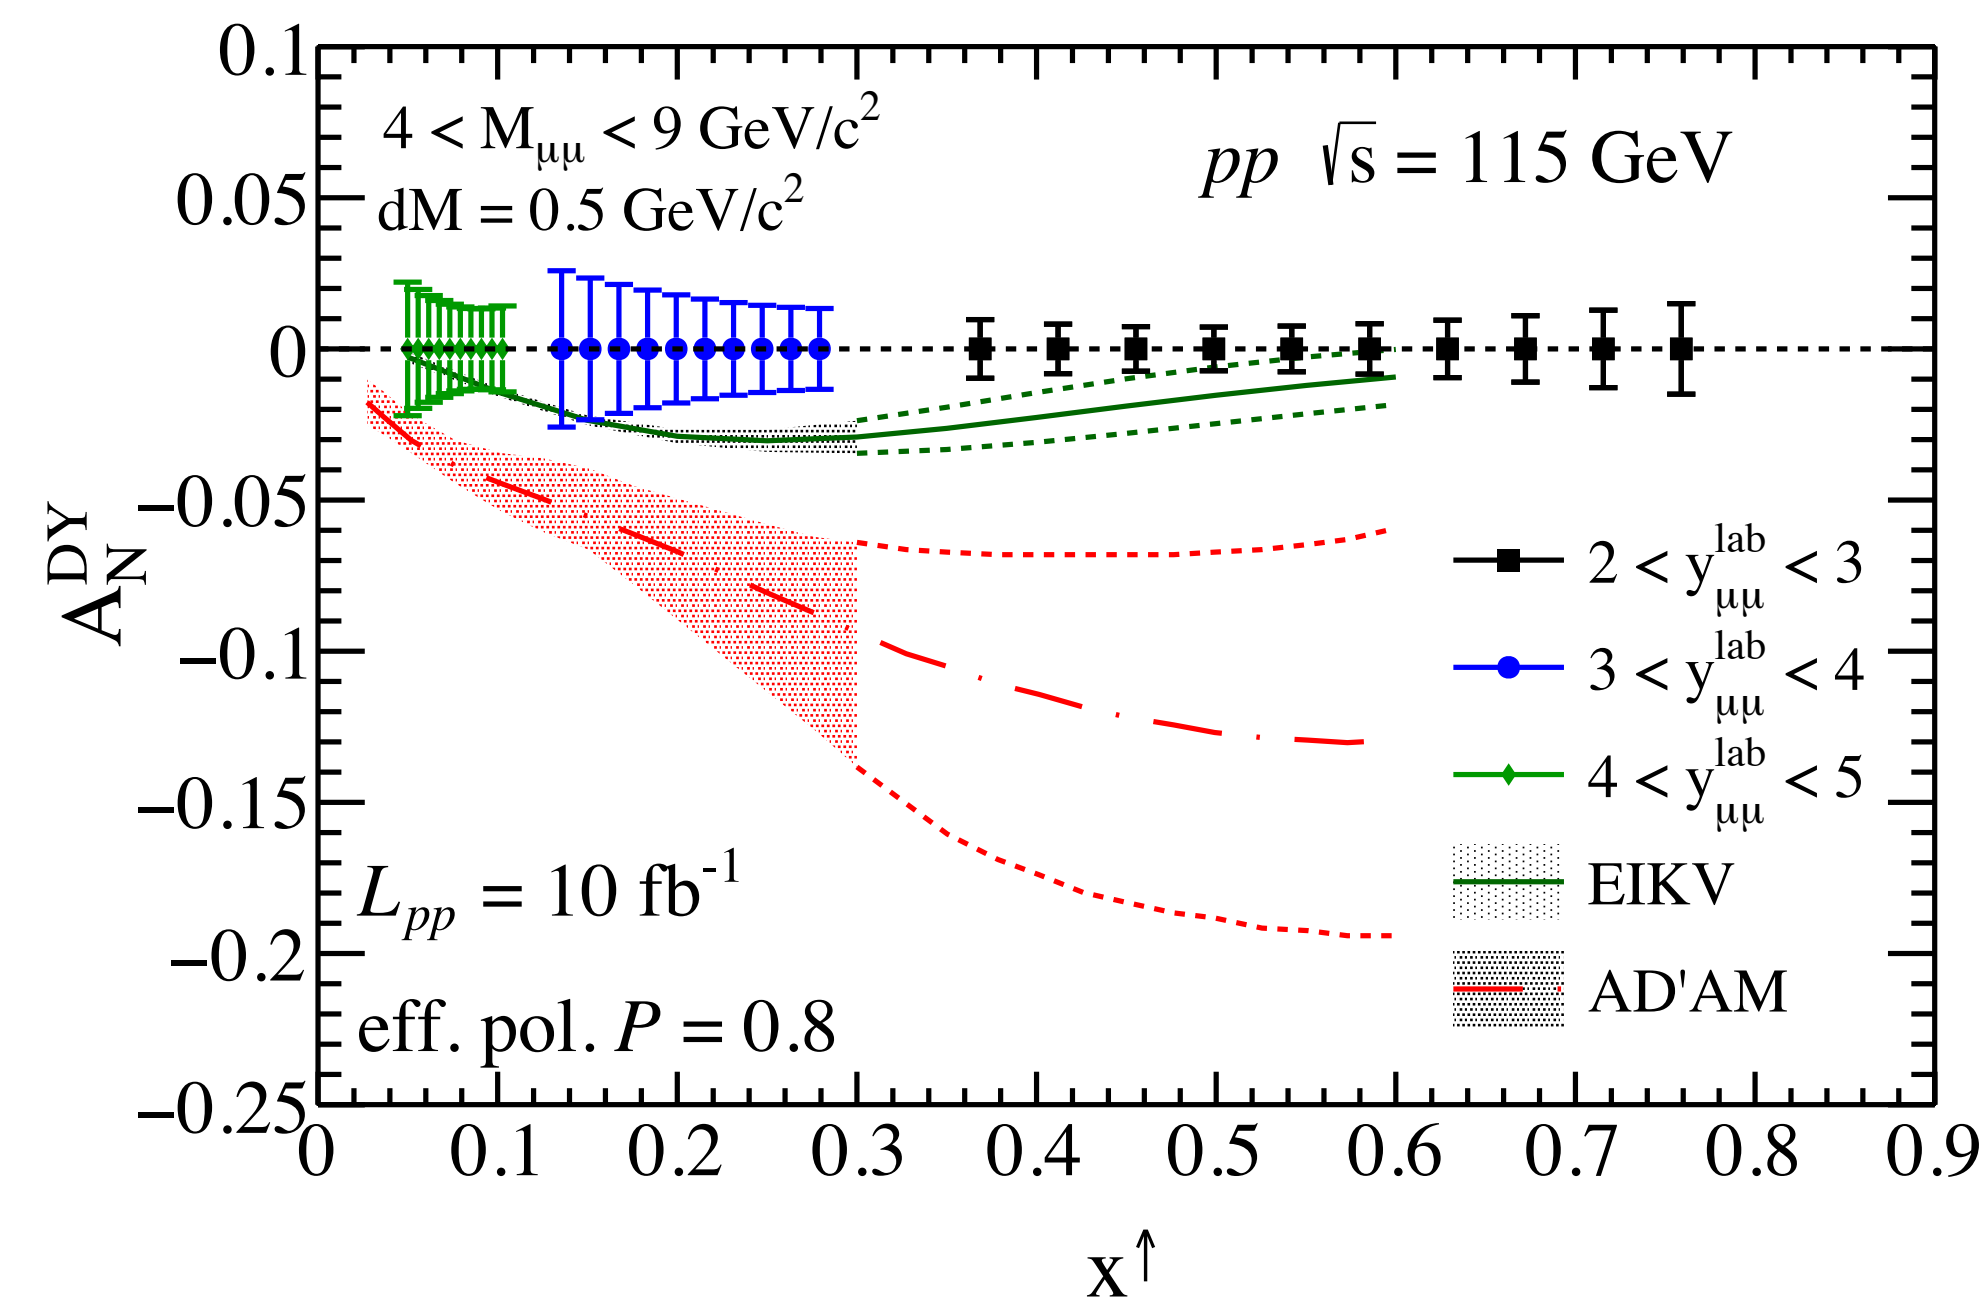 0.1
0.05
0
−0.05
−0.1
−0.15
−0.2
−0.25
A_N^DY
4 < M_μμ < 9 GeV/c²
dM = 0.5 GeV/c²
pp √s = 115 GeV
2 < y_μμ^lab < 3
3 < y_μμ^lab < 4
4 < y_μμ^lab < 5
EIKV
AD'AM
L_pp = 10 fb⁻¹
eff. pol. P = 0.8
0 0.1 0.2 0.3 0.4 0.5 0.6 0.7 0.8 0.9
x↑